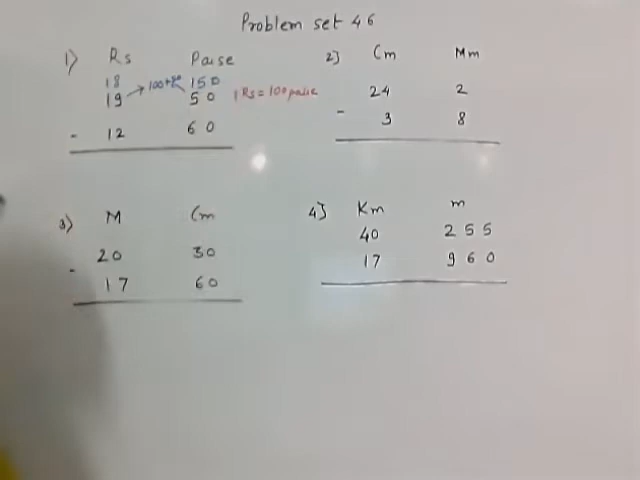 Problem set 46
1) Rs Paise
18 100+50 150
19 50 1 Rs = 100 paise
- 12 60
2] Cm Mm
24 2
- 3 8
3) M Cm
20 30
- 17 60
4] Km m
40 255
17 960